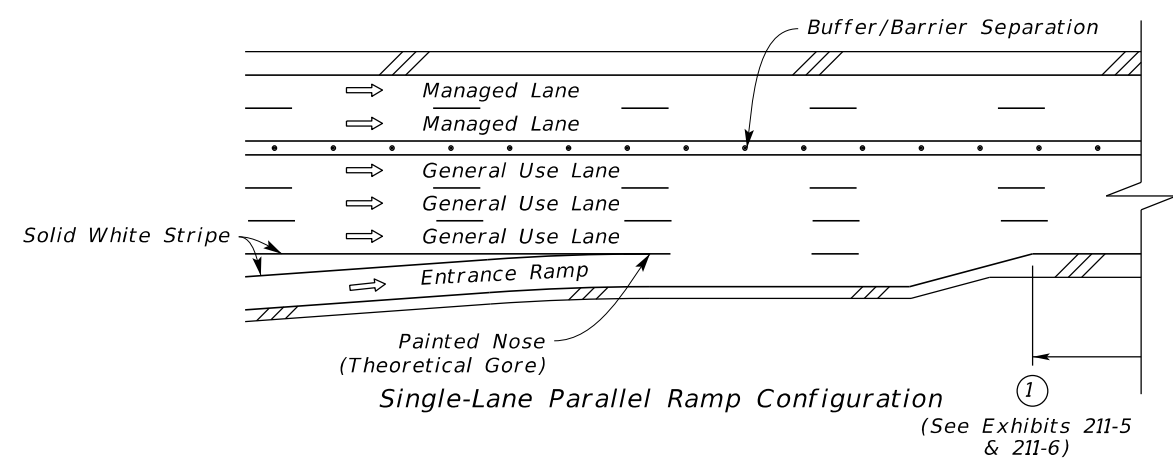 Buffer/Barrier Separation
Managed Lane
Managed Lane
General Use Lane
General Use Lane
General Use Lane
Solid White Stripe
Entrance Ramp
Painted Nose
(Theoretical Gore)
Single-Lane Parallel Ramp Configuration
1
(See Exhibits 211-5
& 211-6)